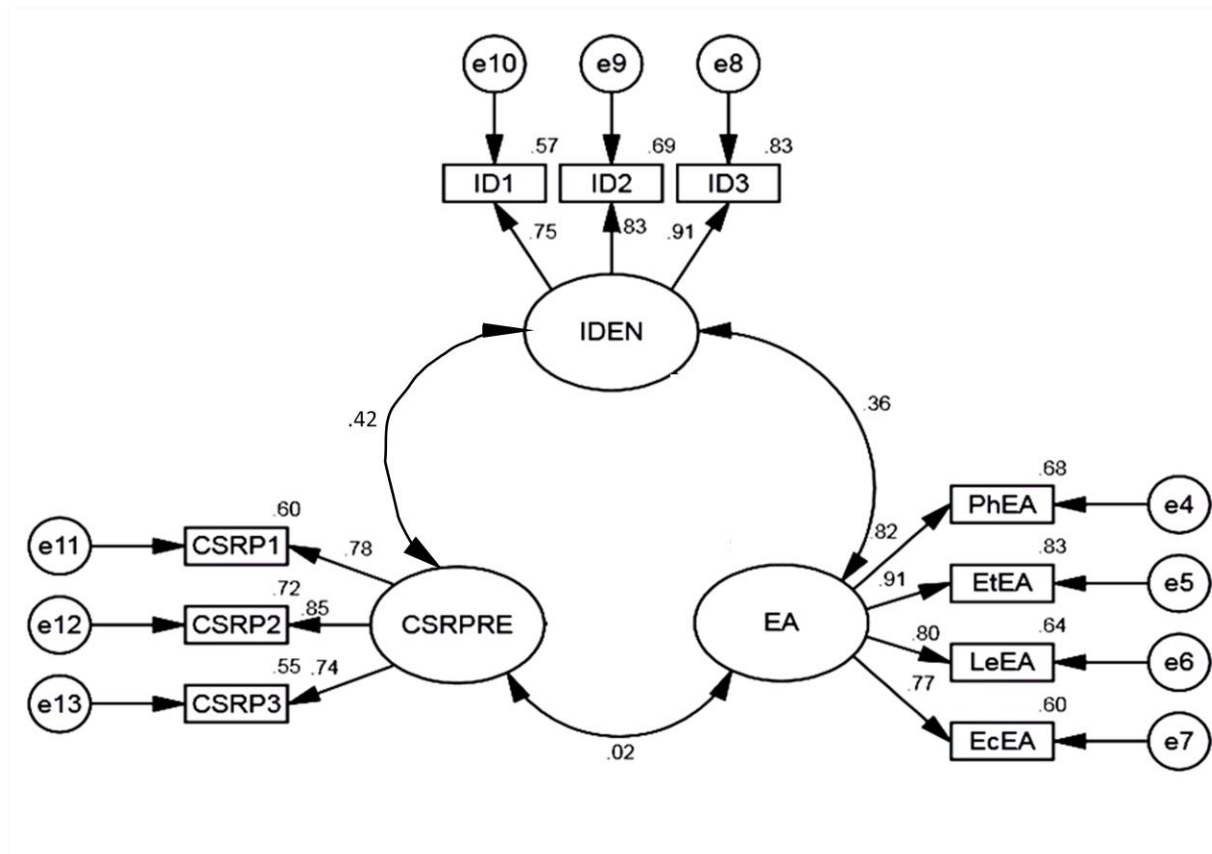 e10 e9 e8
.57 .69 .83
ID1 ID2 ID3
.75 .83 .91
IDEN
.42 .36
.60
e11 CSRP1 .78
.72
e12 CSRP2 .85
.55 .74
e13 CSRP3
CSRPRE
EA
.02
.68
.82 PhEA e4
.83
.91 EtEA e5
.80 .64
LeEA e6
.77 .60
EcEA e7